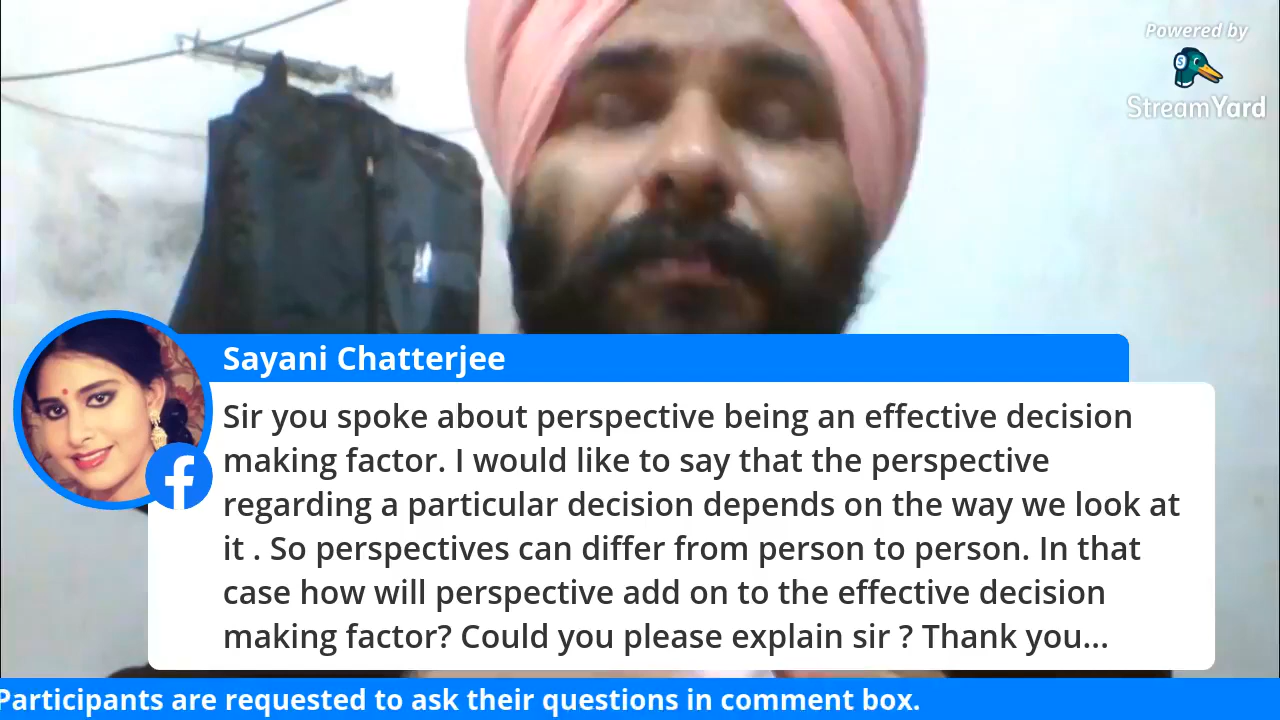 Powered by
StreamYard
Sayani Chatterjee
Sir you spoke about perspective being an effective decision
making factor. I would like to say that the perspective
regarding a particular decision depends on the way we look at
it . So perspectives can differ from person to person. In that
case how will perspective add on to the effective decision
making factor? Could you please explain sir ? Thank you...
Participants are requested to ask their questions in comment box.